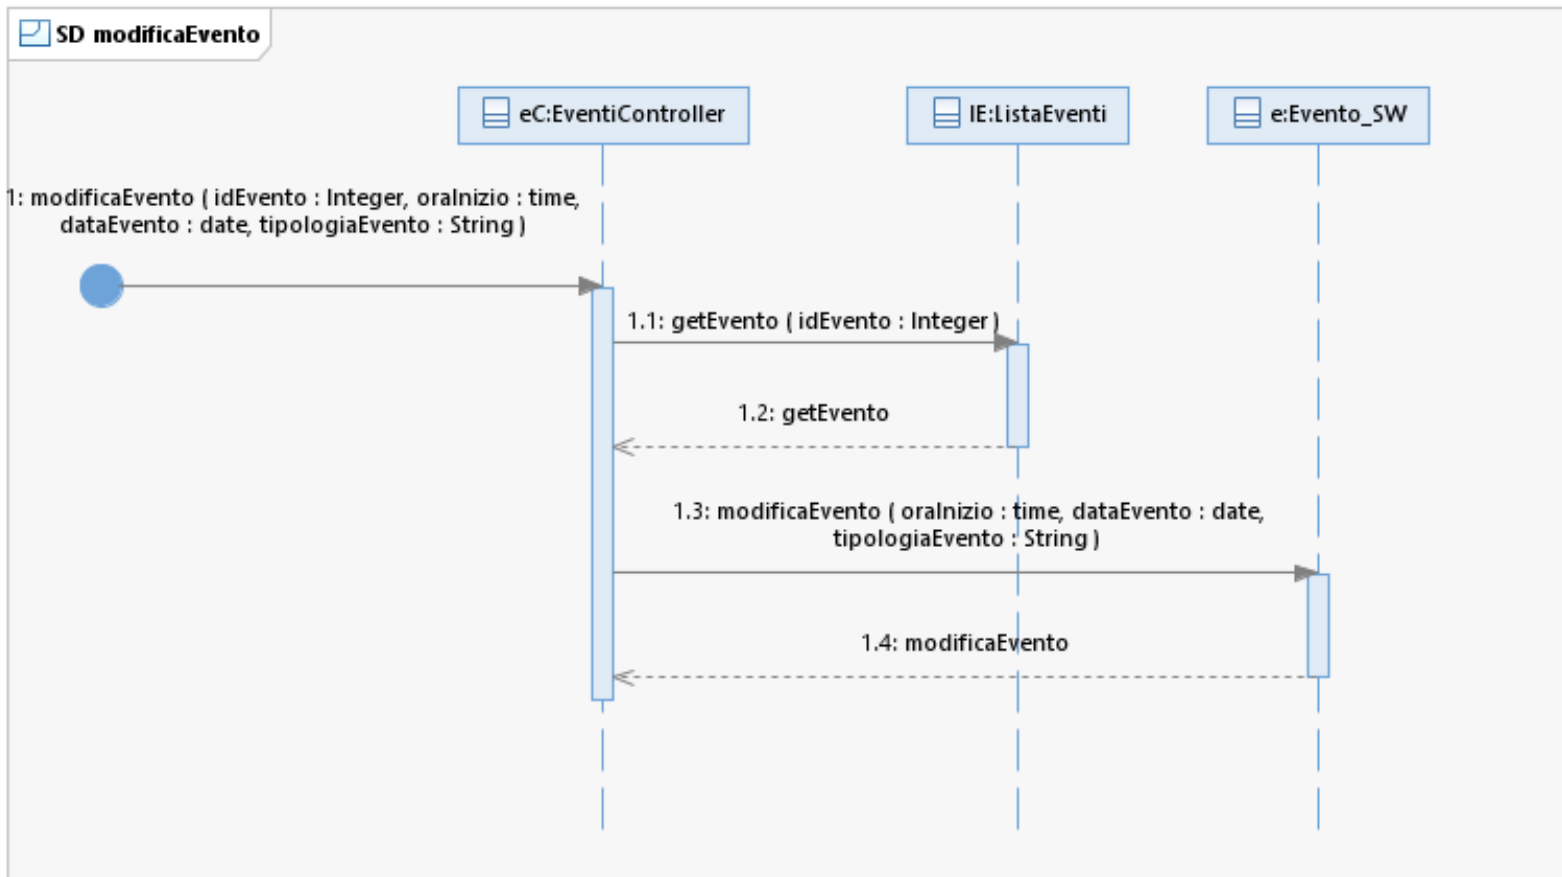 SD modificaEvento
eC:EventiController
lE:ListaEventi
e:Evento_SW
1: modificaEvento ( idEvento : Integer, oraInizio : time,
dataEvento : date, tipologiaEvento : String )
1.1: getEvento ( idEvento : Integer )
1.2: getEvento
1.3: modificaEvento ( oraInizio : time, dataEvento : date,
tipologiaEvento : String )
1.4: modificaEvento